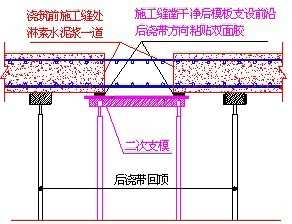 浇筑前施工缝处
淋素水泥浆一道
施工缝凿干净后模板支设前沿
后浇带方向粘贴双面胶
二次支模
后浇带回顶